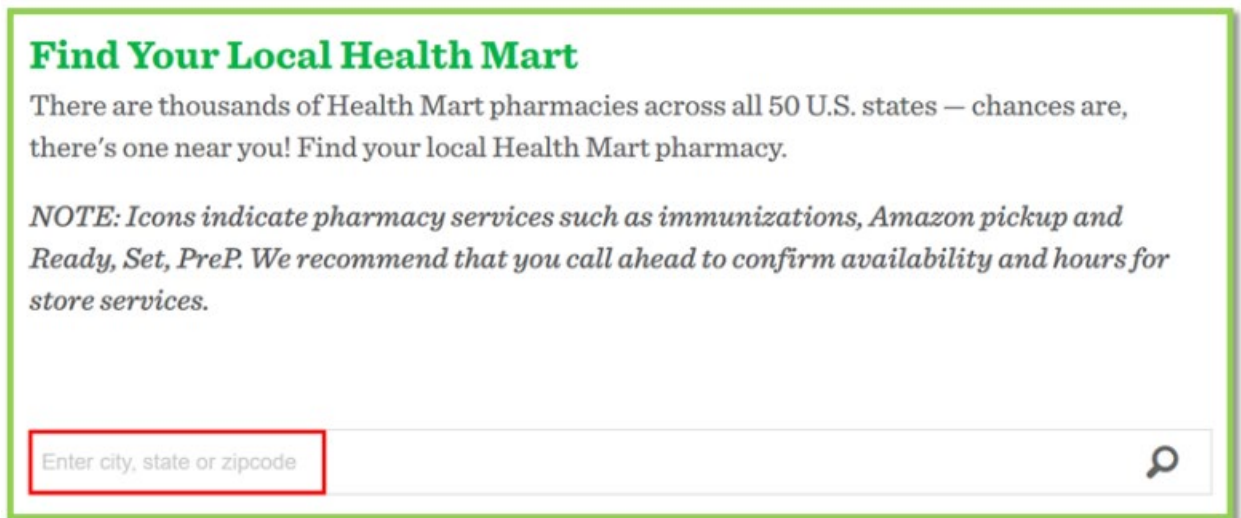 Find Your Local Health Mart
There are thousands of Health Mart pharmacies across all 50 U.S. states — chances are,
there's one near you! Find your local Health Mart pharmacy.
NOTE: Icons indicate pharmacy services such as immunizations, Amazon pickup and
Ready, Set, PreP. We recommend that you call ahead to confirm availability and hours for
store services.
Enter city, state or zipcode